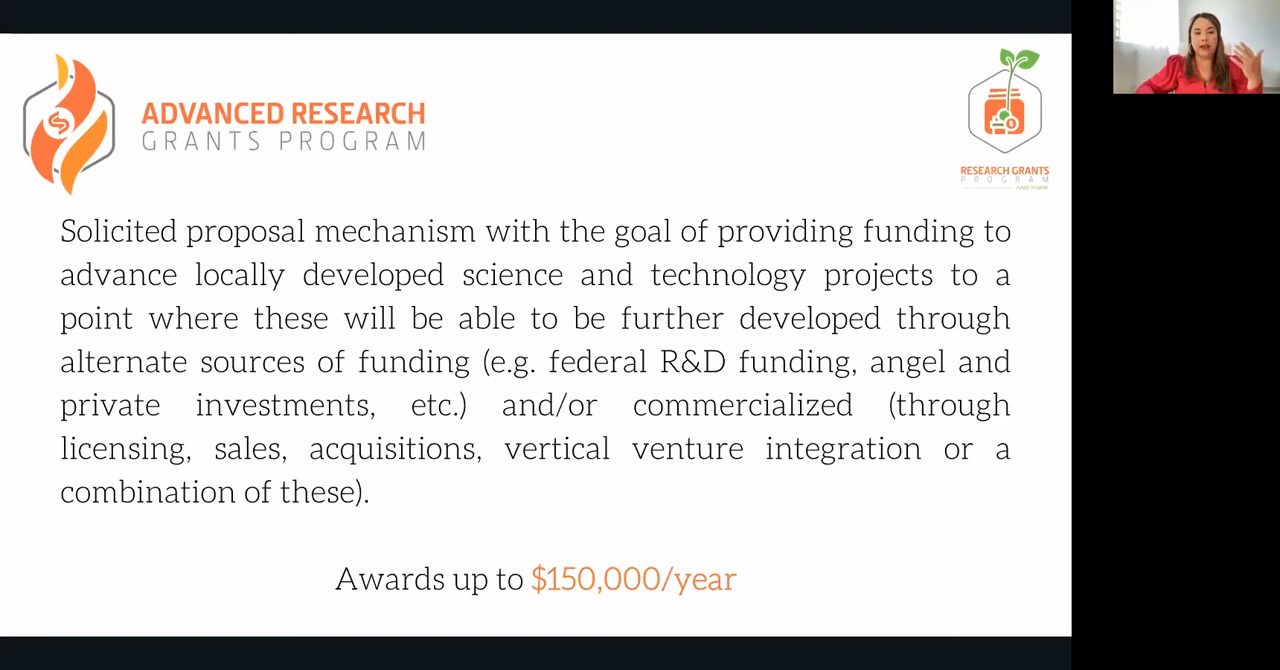 ADVANCED RESEARCH
GRANTS PROGRAM
RESEARCH GRANTS
PROGRAM
Solicited proposal mechanism with the goal of providing funding to
advance locally developed science and technology projects to a
point where these will be able to be further developed through
alternate sources of funding (e.g. federal R&D funding, angel and
private investments, etc.) and/or commercialized (through
licensing, sales, acquisitions, vertical venture integration or a
combination of these).
Awards up to $150,000/year